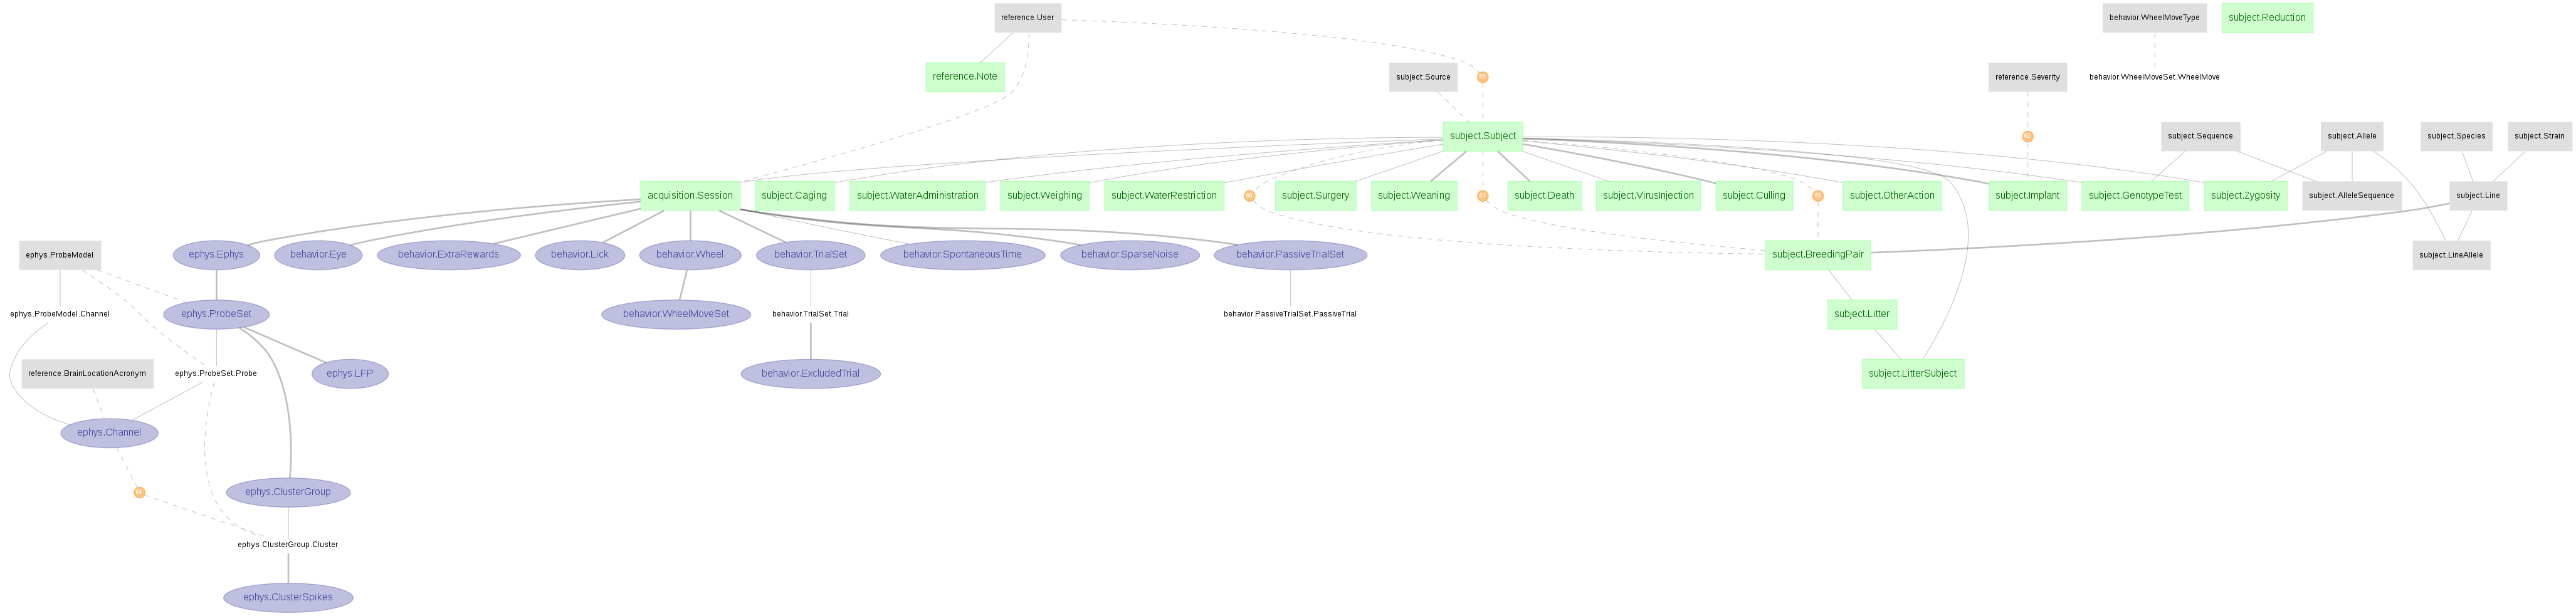 reference.User
behavior.WheelMoveType
subject.Reduction
reference.Note
subject.Source
reference.Severity
behavior.WheelMoveSet.WheelMove
subject.Subject
subject.Sequence
subject.Allele
subject.Species
subject.Strain
acquisition.Session
subject.Caging
subject.WaterAdministration
subject.Weighing
subject.WaterRestriction
subject.Surgery
subject.Weaning
subject.Death
subject.VirusInjection
subject.Culling
subject.OtherAction
subject.Implant
subject.GenotypeTest
subject.Zygosity
subject.AlleleSequence
subject.Line
ephys.ProbeModel
ephys.Ephys
behavior.Eye
behavior.ExtraRewards
behavior.Lick
behavior.Wheel
behavior.TrialSet
behavior.SpontaneousTime
behavior.SparseNoise
behavior.PassiveTrialSet
subject.BreedingPair
subject.LineAllele
ephys.ProbeModel.Channel
ephys.ProbeSet
behavior.WheelMoveSet
behavior.TrialSet.Trial
behavior.PassiveTrialSet.PassiveTrial
subject.Litter
reference.BrainLocationAcronym
ephys.ProbeSet.Probe
ephys.LFP
behavior.ExcludedTrial
subject.LitterSubject
ephys.Channel
ephys.ClusterGroup
ephys.ClusterGroup.Cluster
ephys.ClusterSpikes